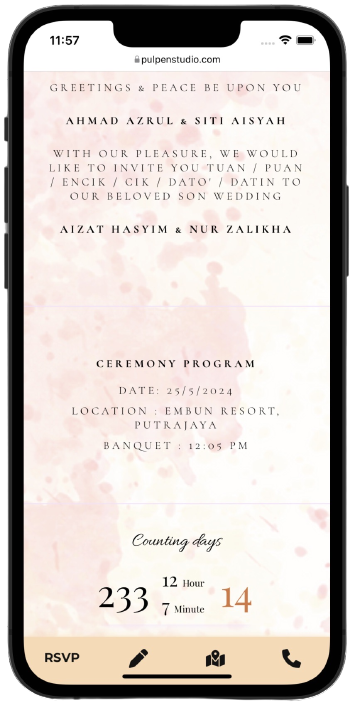 11:57
pulpenstudio.com
GREETINGS & PEACE BE UPON YOU
AHMAD AZRUL & SITI AISYAH
WITH OUR PLEASURE, WE WOULD
LIKE TO INVITE YOU TUAN / PUAN
/ ENCIK / CIK / DATO' / DATIN TO
OUR BELOVED SON WEDDING
AIZAT HASYIM & NUR ZALIKHA
CEREMONY PROGRAM
DATE: 25/5/2024
LOCATION : EMBUN RESORT,
PUTRAJAYA
BANQUET : 12:05 PM
Counting days
233 12 Hour 14
7 Minute
RSVP